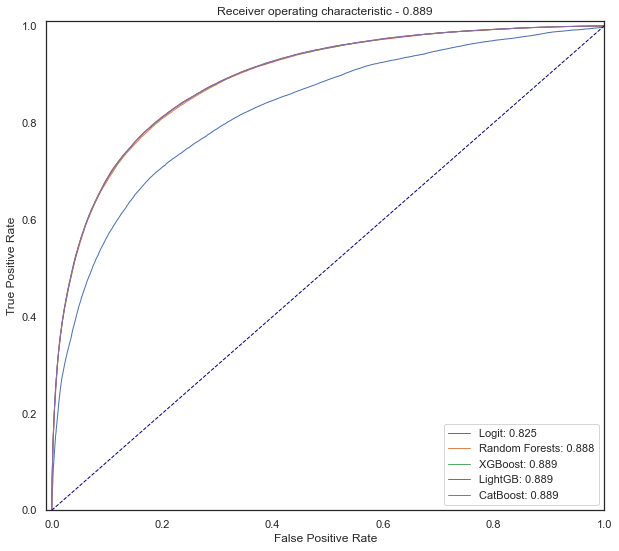 Receiver operating characteristic - 0.889
True Positive Rate
1.0
0.8
0.6
0.4
0.2
0.0
0.0 0.2 0.4 0.6 0.8 1.0
False Positive Rate
Logit: 0.825
Random Forests: 0.888
XGBoost: 0.889
LightGB: 0.889
CatBoost: 0.889